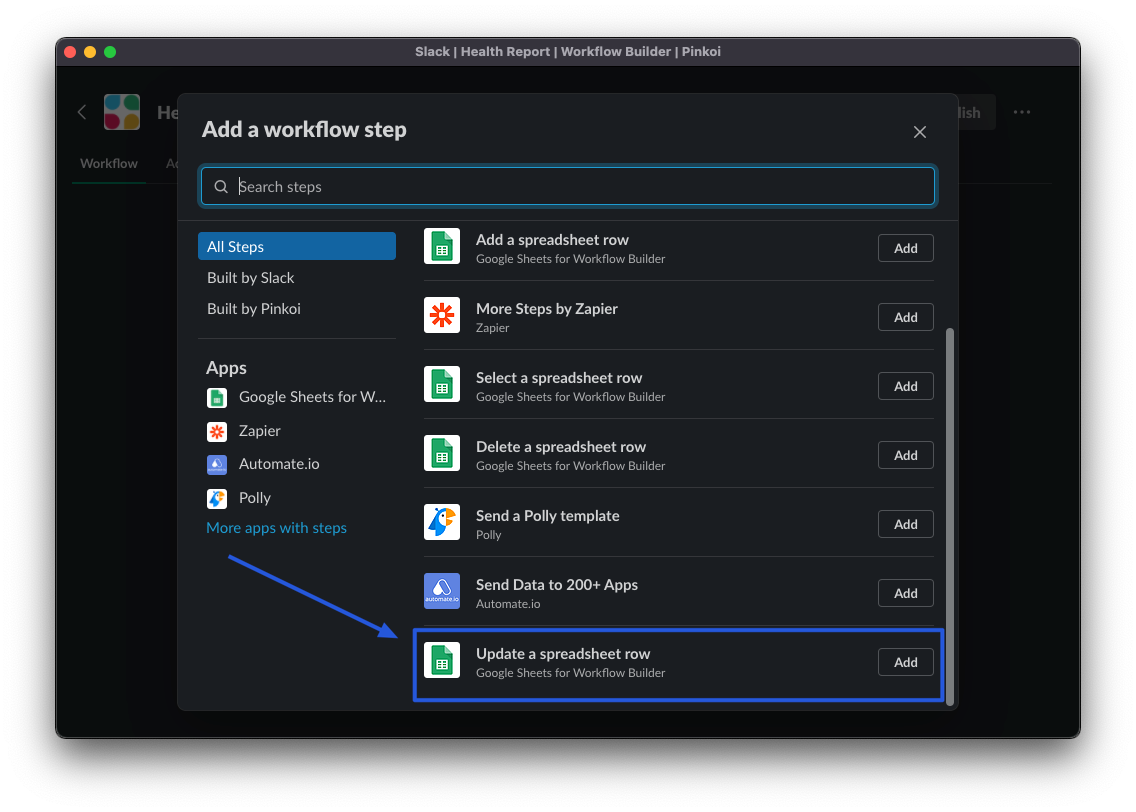 Slack | Health Report | Workflow Builder | Pinkoi
Add a workflow step
Search steps
Workflow
All Steps
Built by Slack
Built by Pinkoi
Apps
Google Sheets for W...
Zapier
Automate.io
Polly
More apps with steps
Add a spreadsheet row
Google Sheets for Workflow Builder
Add
More Steps by Zapier
Zapier
Add
Select a spreadsheet row
Google Sheets for Workflow Builder
Add
Delete a spreadsheet row
Google Sheets for Workflow Builder
Add
Send a Polly template
Polly
Add
automate.io
Send Data to 200+ Apps
Automate.io
Add
Update a spreadsheet row
Google Sheets for Workflow Builder
Add